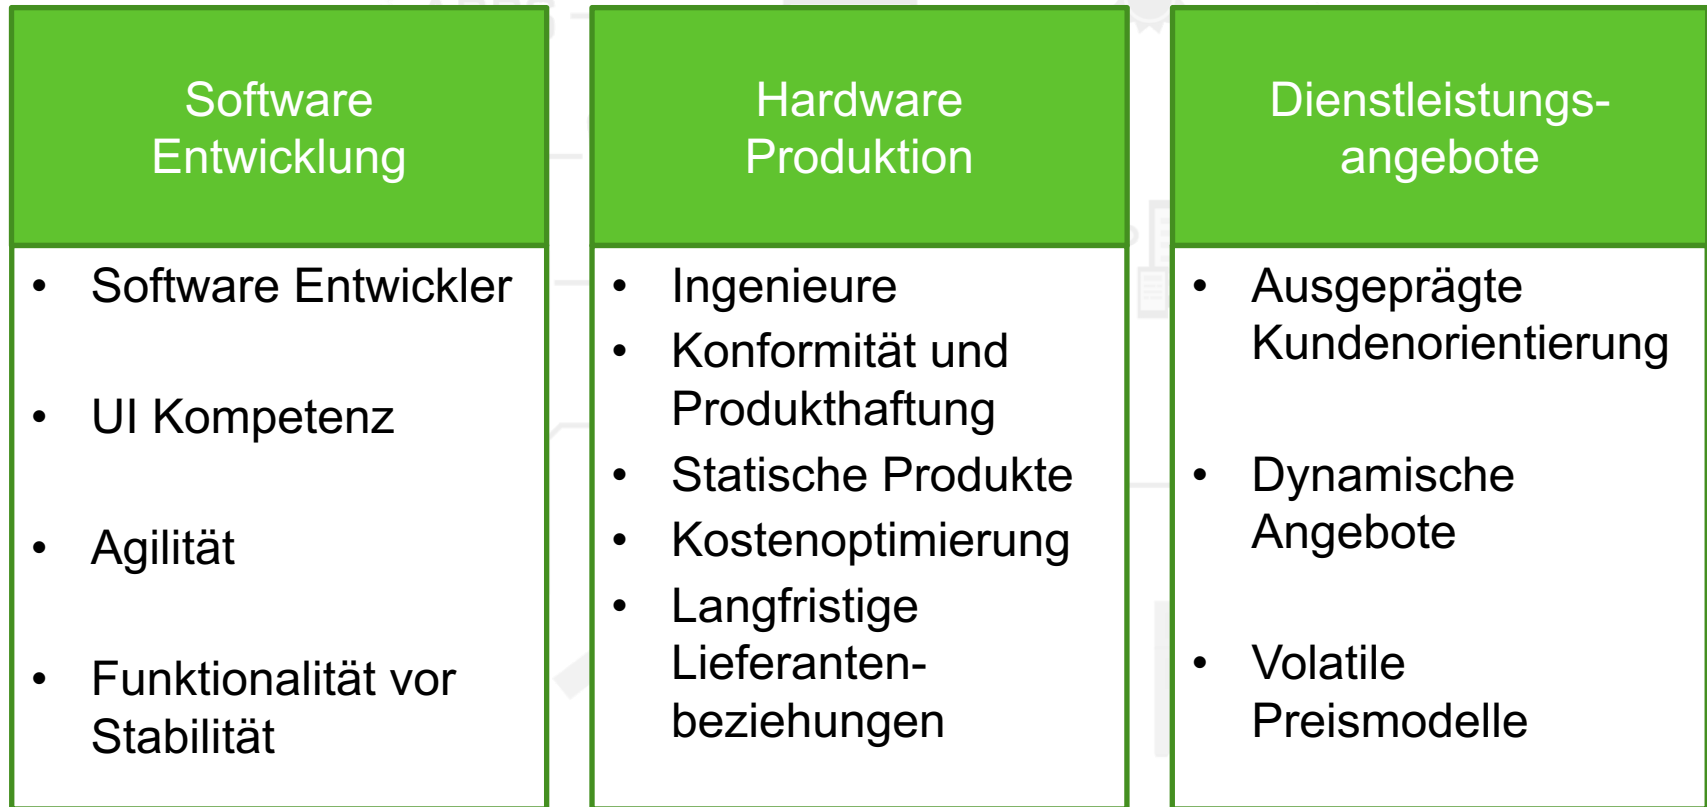 Software
Entwicklung
• Software Entwickler
• UI Kompetenz
• Agilität
• Funktionalität vor
Stabilität
Hardware
Produktion
• Ingenieure
• Konformität und
Produkthaftung
• Statische Produkte
• Kostenoptimierung
• Langfristige
Lieferanten-
beziehungen
Dienstleistungs-
angebote
• Ausgeprägte
Kundenorientierung
• Dynamische
Angebote
• Volatile
Preismodelle